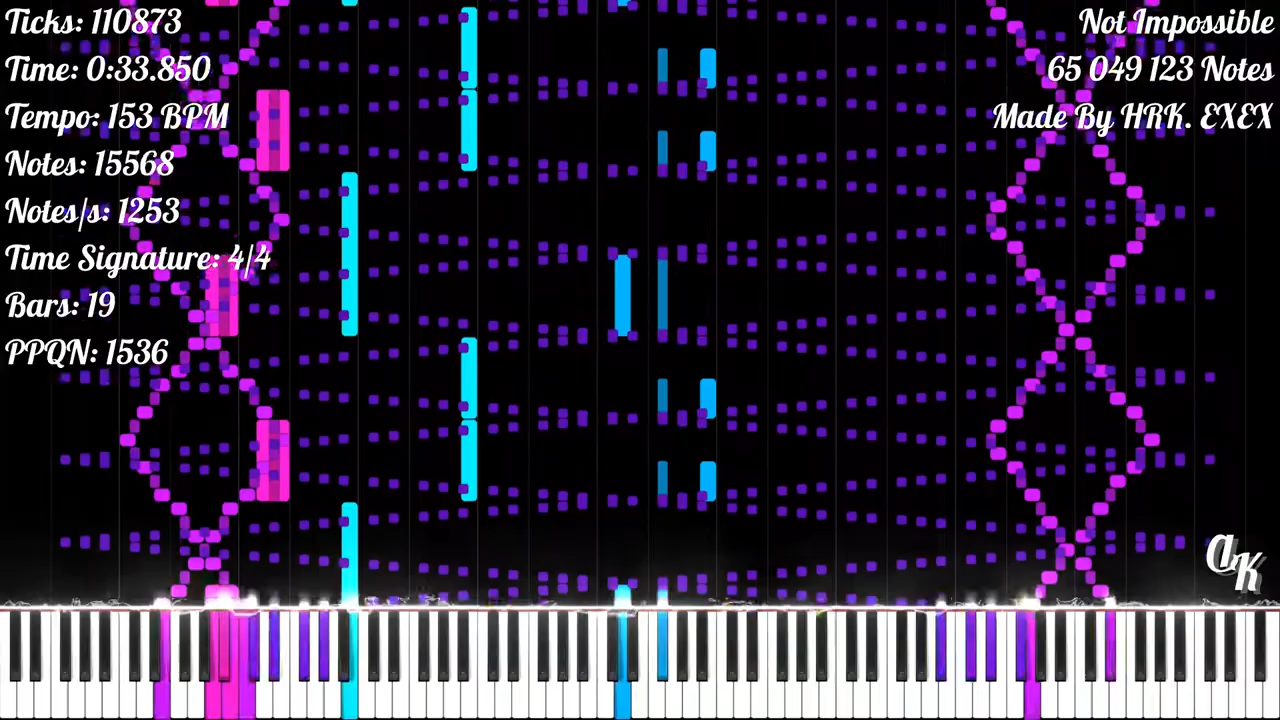 Ticks: 110873
Time: 0:33.850
Tempo: 153 BPM
Notes: 15568
Notes/s: 1253
Time Signature: 4/4
Bars: 19
PPQN: 1536
Not Impossible
65 049 123 Notes
Made By HRK. EXEX
aK